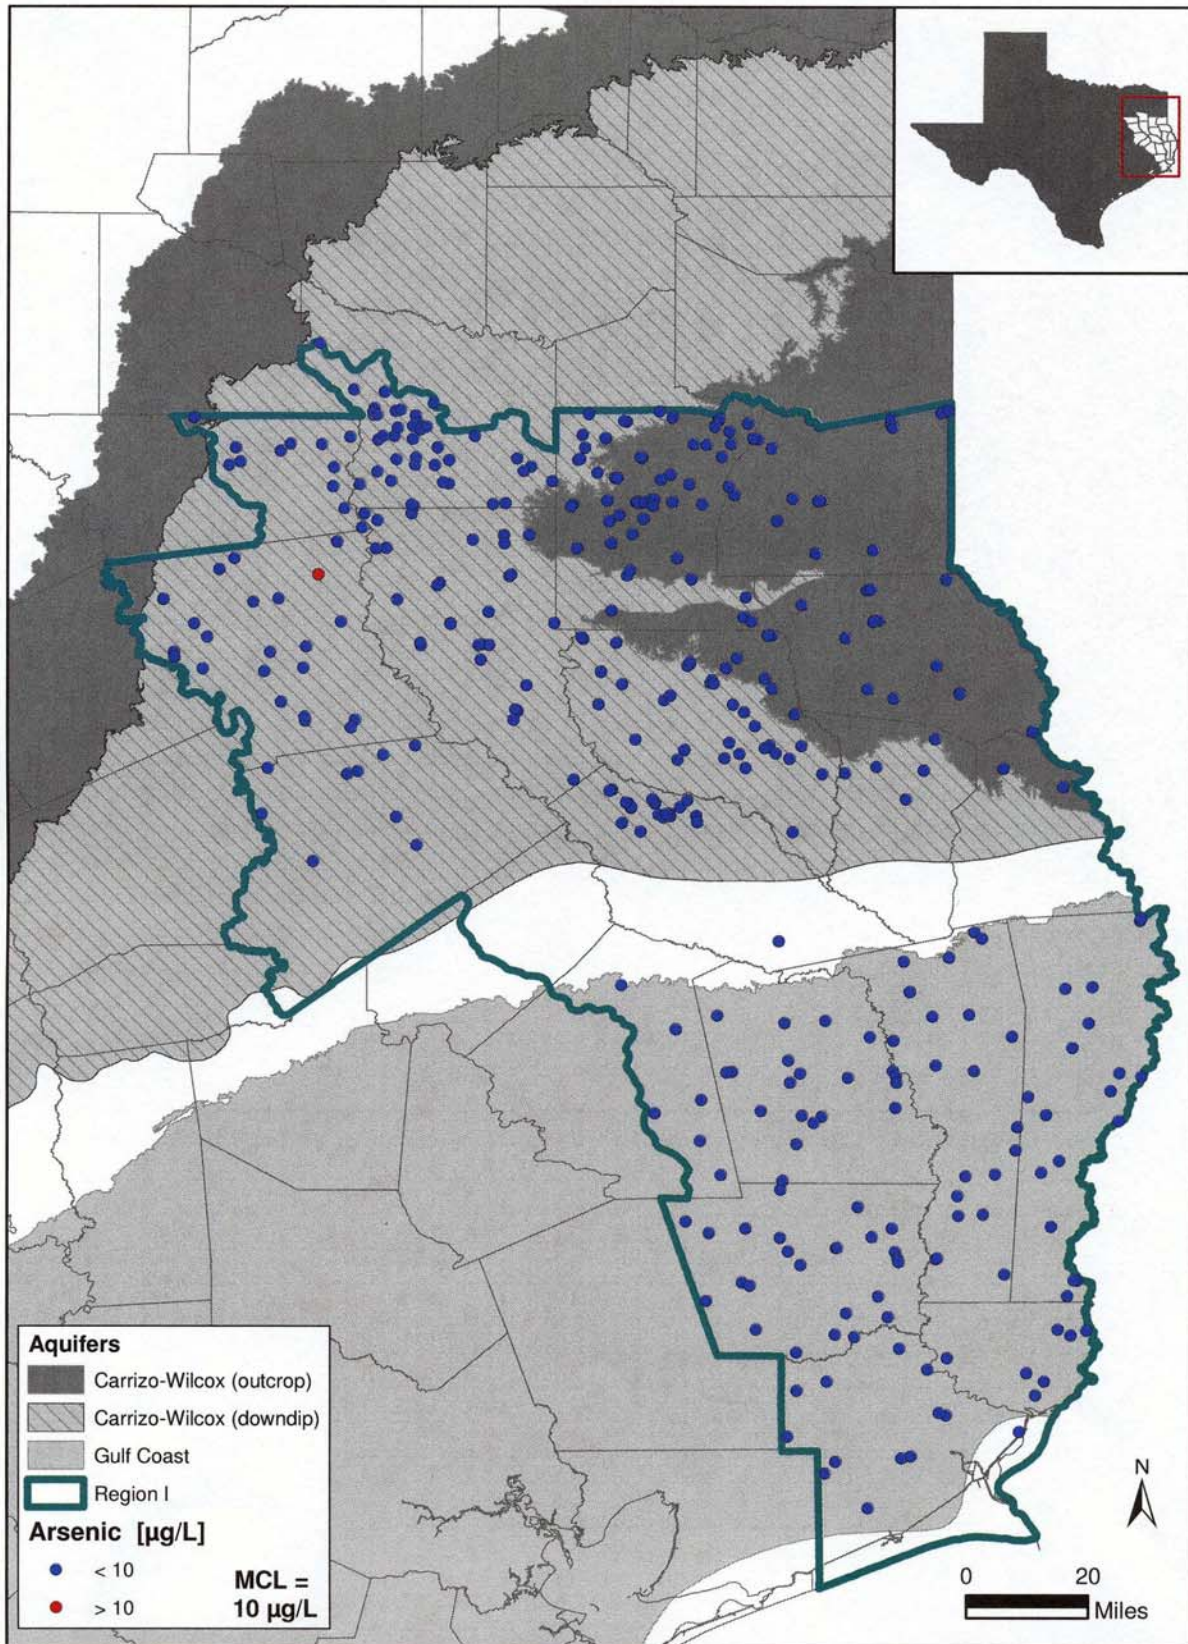 Aquifers
Carrizo-Wilcox (outcrop)
Carrizo-Wilcox (downdip)
Gulf Coast
Region I
Arsenic [µg/L]
< 10
> 10
MCL =
10 µg/L
N
0 20
Miles